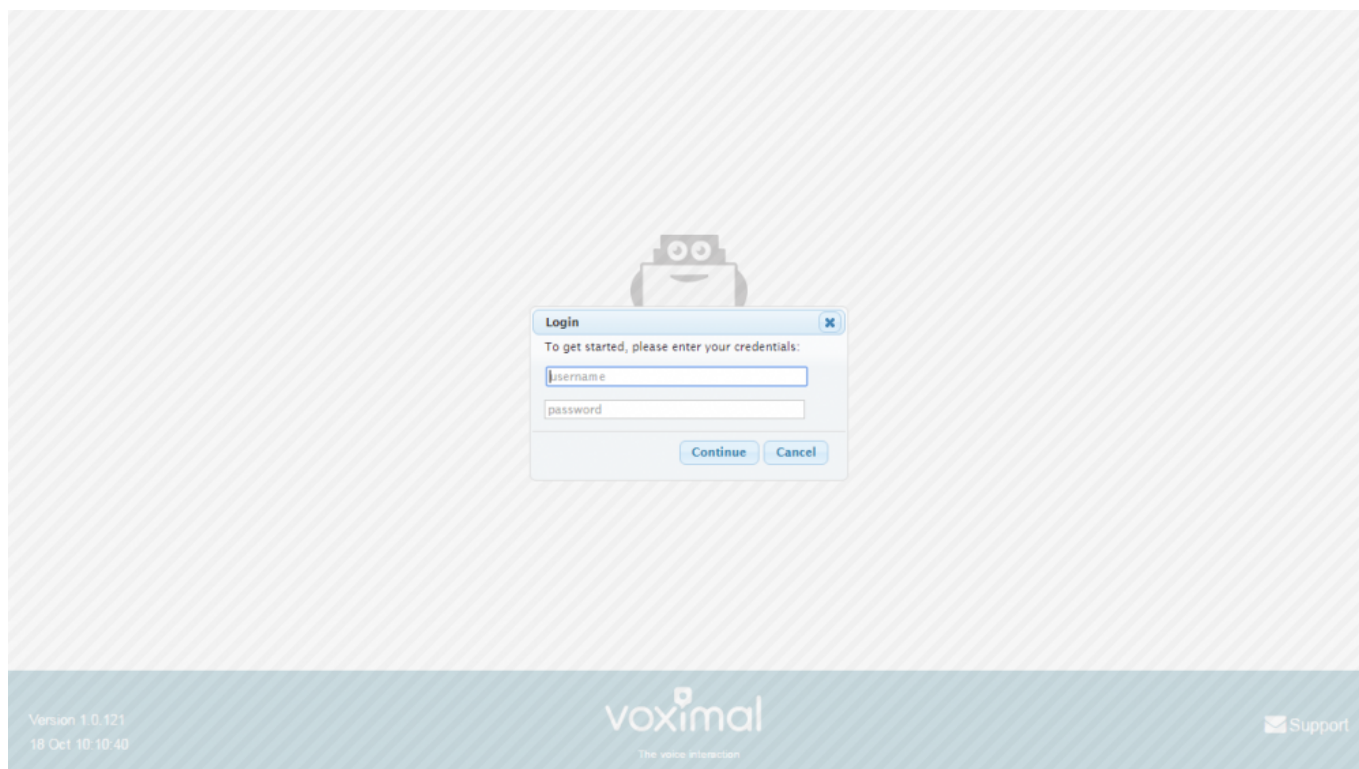 Login
To get started, please enter your credentials:
username
password
Continue Cancel
Version 1.0.121
18 Oct 10:10:40
voximal
The voice interaction
Support